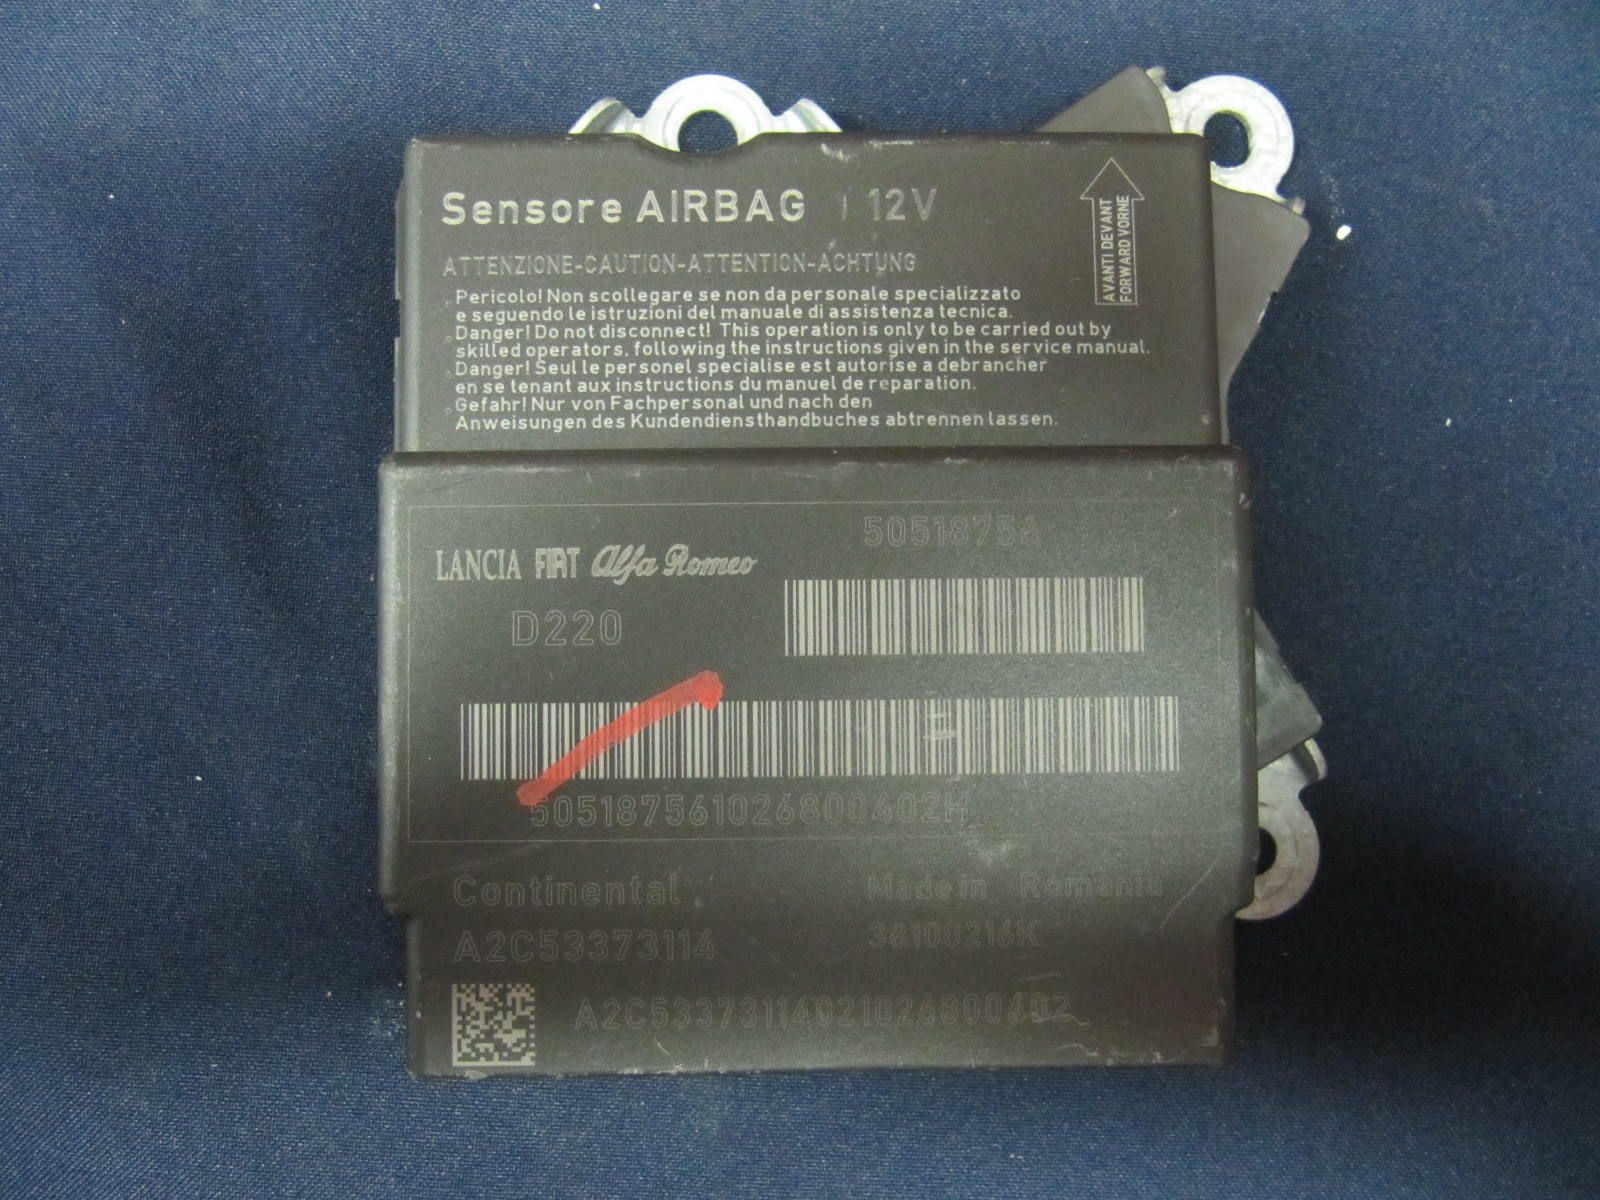 Sensore AIRBAG | 12V
ATTENZIONE-CAUTION-ATTENTION-ACHTUNG
Pericolo! Non scollegare se non da personale specializzato
e seguendo le istruzioni del manuale di assistenza tecnica.
Danger! Do not disconnect! This operation is only to be carried out by
skilled operators, following the instructions given in the service manual.
Danger! Seul le personel specialise est autorise a debrancher
en se tenant aux instructions du manuel de reparation.
Gefahr! Nur von Fachpersonal und nach den
Anweisungen des Kundendiensthandbuches abtrennen lassen.
AVANTI DEVANT
FORWARD VORNE
50518756
LANCIA FIAT Alfa Romeo
D220
505187561026800402H
Continental
Made in Romania
A2C53373114
38100216K
A2C53373114021026800402